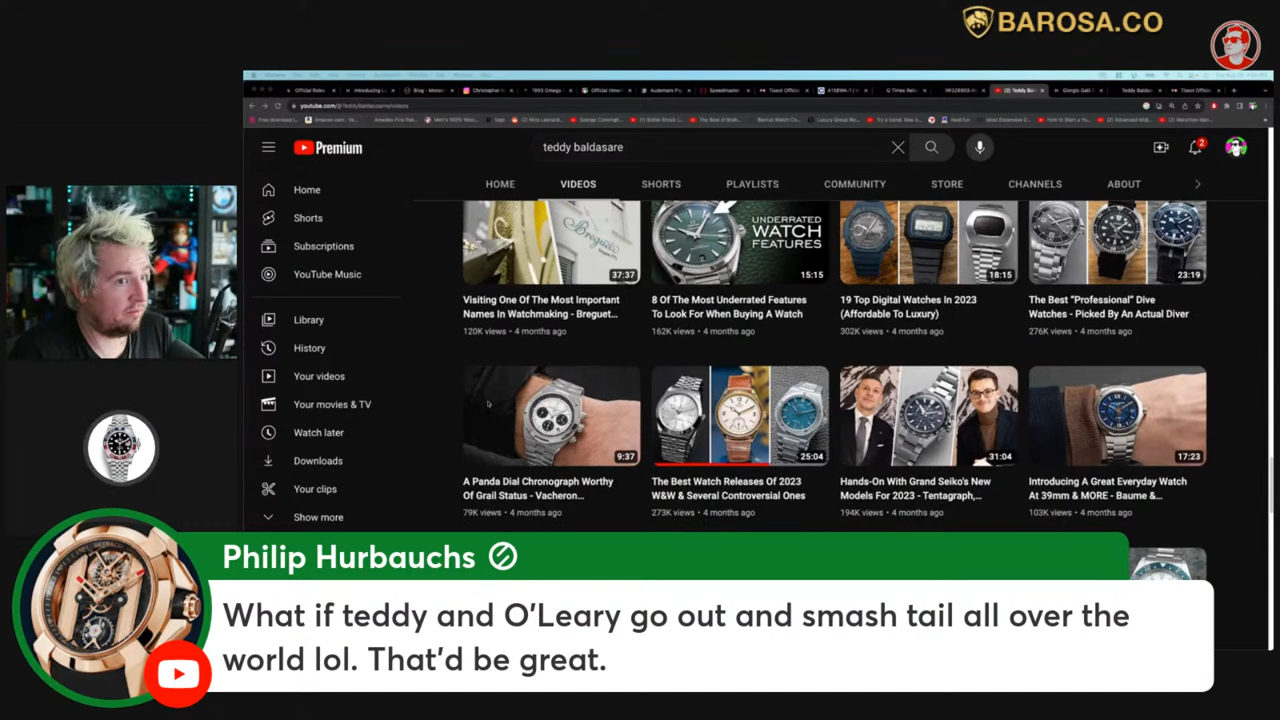 BAROSA.CO
youtube.com/@TeddyBaldassarre/videos
Premium
teddy baldasare
2
HOME VIDEOS SHORTS PLAYLISTS COMMUNITY STORE CHANNELS ABOUT
Home
Shorts
Subscriptions
YouTube Music
Library
History
Your videos
Your movies & TV
Watch later
Downloads
Your clips
Show more
Breguet
37:37
UNDERRATED
WATCH
FEATURES
15:15
18:15
23:19
Visiting One Of The Most Important
Names In Watchmaking - Breguet...
120K views • 4 months ago
8 Of The Most Underrated Features
To Look For When Buying A Watch
162K views • 4 months ago
19 Top Digital Watches In 2023
(Affordable To Luxury)
302K views • 4 months ago
The Best “Professional” Dive
Watches - Picked By An Actual Diver
276K views • 4 months ago
9:37
25:04
31:04
17:23
A Panda Dial Chronograph Worthy
Of Grail Status - Vacheron...
79K views • 4 months ago
The Best Watch Releases Of 2023
W&W & Several Controversial Ones
273K views • 4 months ago
Hands-On With Grand Seiko's New
Models For 2023 - Tentagraph,...
194K views • 4 months ago
Introducing A Great Everyday Watch
At 39mm & MORE - Baume &...
103K views • 4 months ago
Philip Hurbauchs
What if teddy and O’Leary go out and smash tail all over the
world lol. That’d be great.